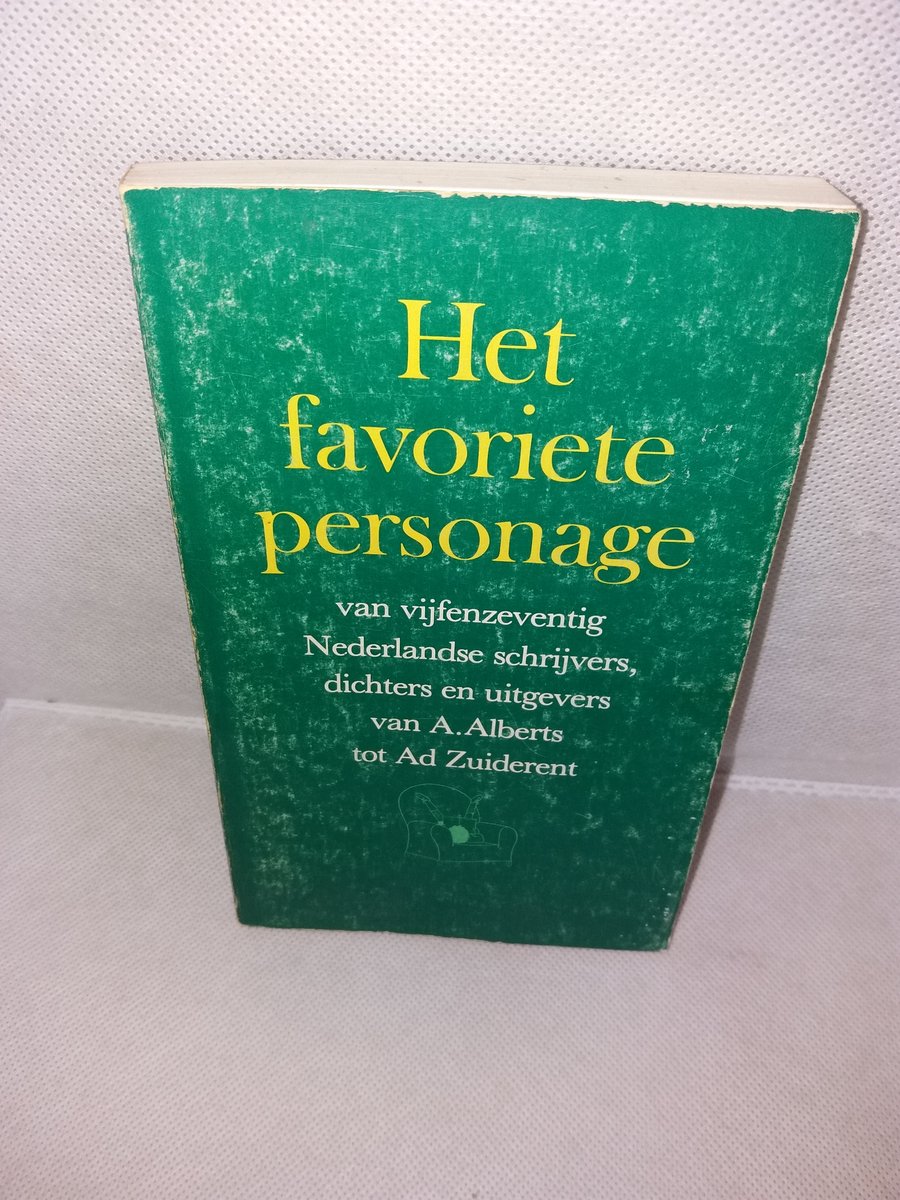 Het
favoriete
personage
van vijfenzeventig
Nederlandse schrijvers,
dichters en uitgevers
van A. Alberts
tot Ad Zuiderent